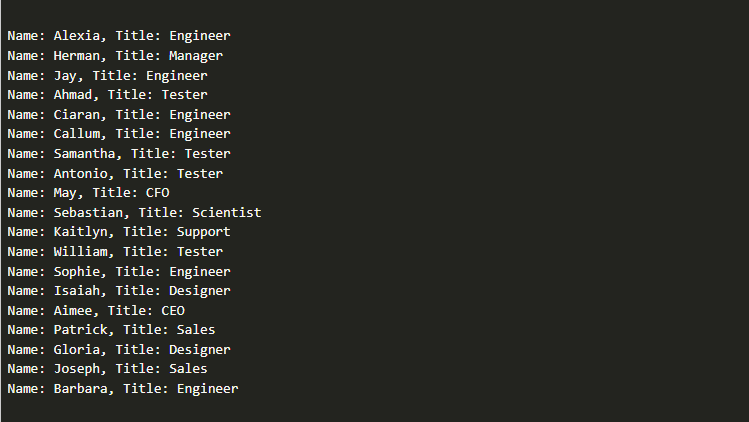 Name: Alexia, Title: Engineer
Name: Herman, Title: Manager
Name: Jay, Title: Engineer
Name: Ahmad, Title: Tester
Name: Ciaran, Title: Engineer
Name: Callum, Title: Engineer
Name: Samantha, Title: Tester
Name: Antonio, Title: Tester
Name: May, Title: CFO
Name: Sebastian, Title: Scientist
Name: Kaitlyn, Title: Support
Name: William, Title: Tester
Name: Sophie, Title: Engineer
Name: Isaiah, Title: Designer
Name: Aimee, Title: CEO
Name: Patrick, Title: Sales
Name: Gloria, Title: Designer
Name: Joseph, Title: Sales
Name: Barbara, Title: Engineer